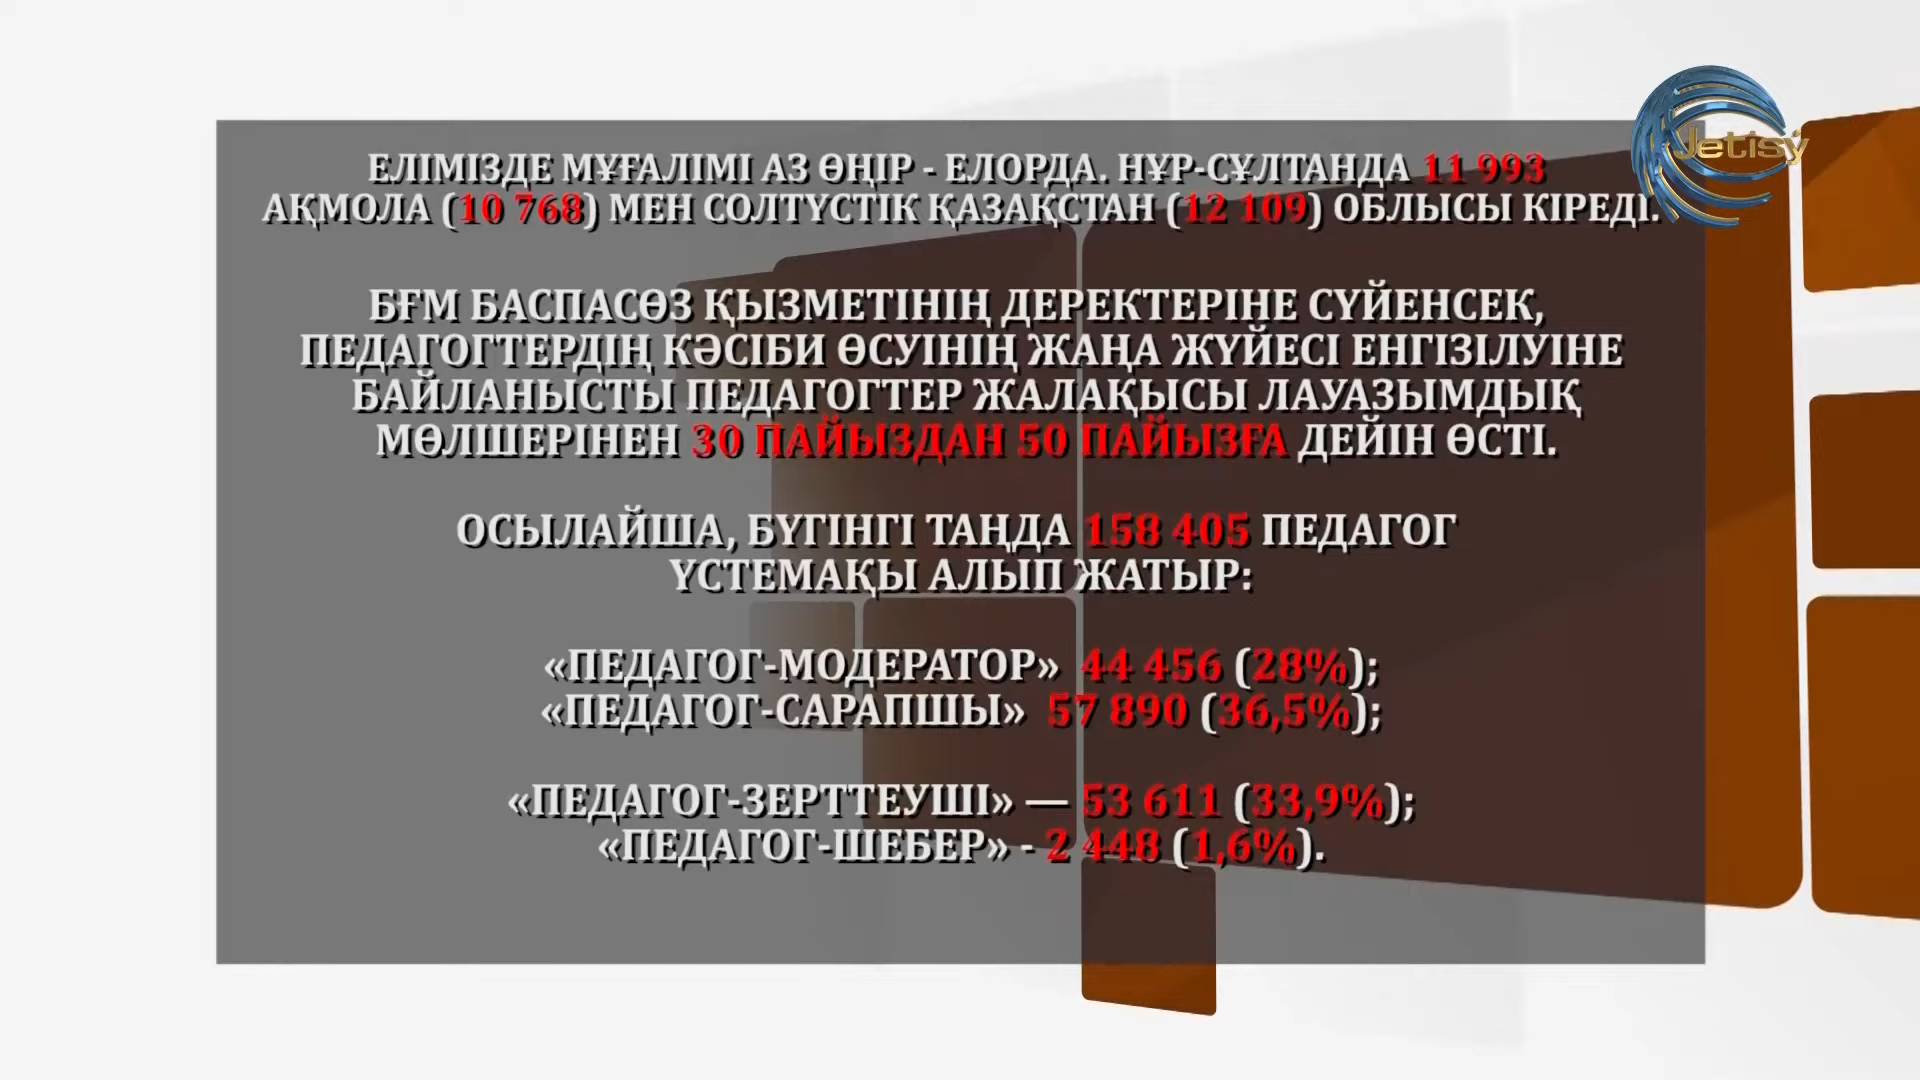 Jetisý
ЕЛІМІЗДЕ МҰҒАЛІМІ АЗ ӨҢІР - ЕЛОРДА. НҰР-СҰЛТАНДА 11 993
АҚМОЛА (10 768) МЕН СОЛТҮСТІК ҚАЗАҚСТАН (12 109) ОБЛЫСЫ КІРЕДІ.
БҒМ БАСПАСӨЗ ҚЫЗМЕТІНІҢ ДЕРЕКТЕРІНЕ СҮЙЕНСЕК,
ПЕДАГОГТЕРДІҢ КӘСІБИ ӨСУІНІҢ ЖАҢА ЖҮЙЕСІ ЕНГІЗІЛУІНЕ
БАЙЛАНЫСТЫ ПЕДАГОГТЕР ЖАЛАҚЫСЫ ЛАУАЗЫМДЫҚ
МӨЛШЕРІНЕН 30 ПАЙЫЗДАН 50 ПАЙЫЗҒА ДЕЙІН ӨСТІ.
ОСЫЛАЙША, БҮГІНГІ ТАҢДА 158 405 ПЕДАГОГ
ҮСТЕМАҚЫ АЛЫП ЖАТЫР:
«ПЕДАГОГ-МОДЕРАТОР» 44 456 (28%);
«ПЕДАГОГ-САРАПШЫ» 57 890 (36,5%);
«ПЕДАГОГ-ЗЕРТТЕУШІ» — 53 611 (33,9%);
«ПЕДАГОГ-ШЕБЕР» - 2 448 (1,6%).